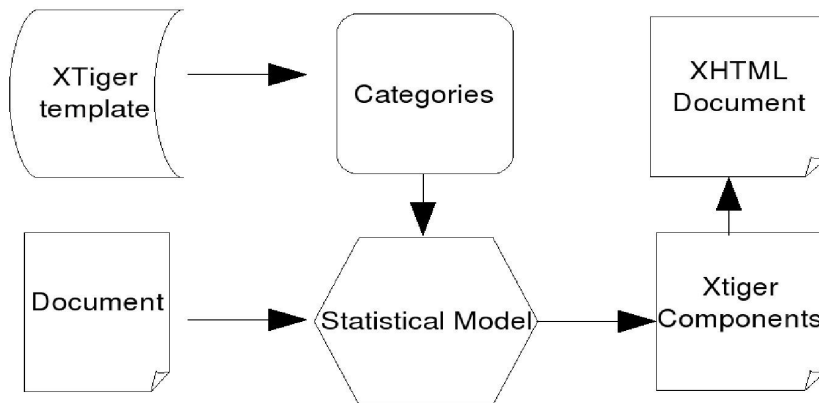 XTiger
template
Categories
XHTML
Document
Document
Statistical Model
Xtiger
Components